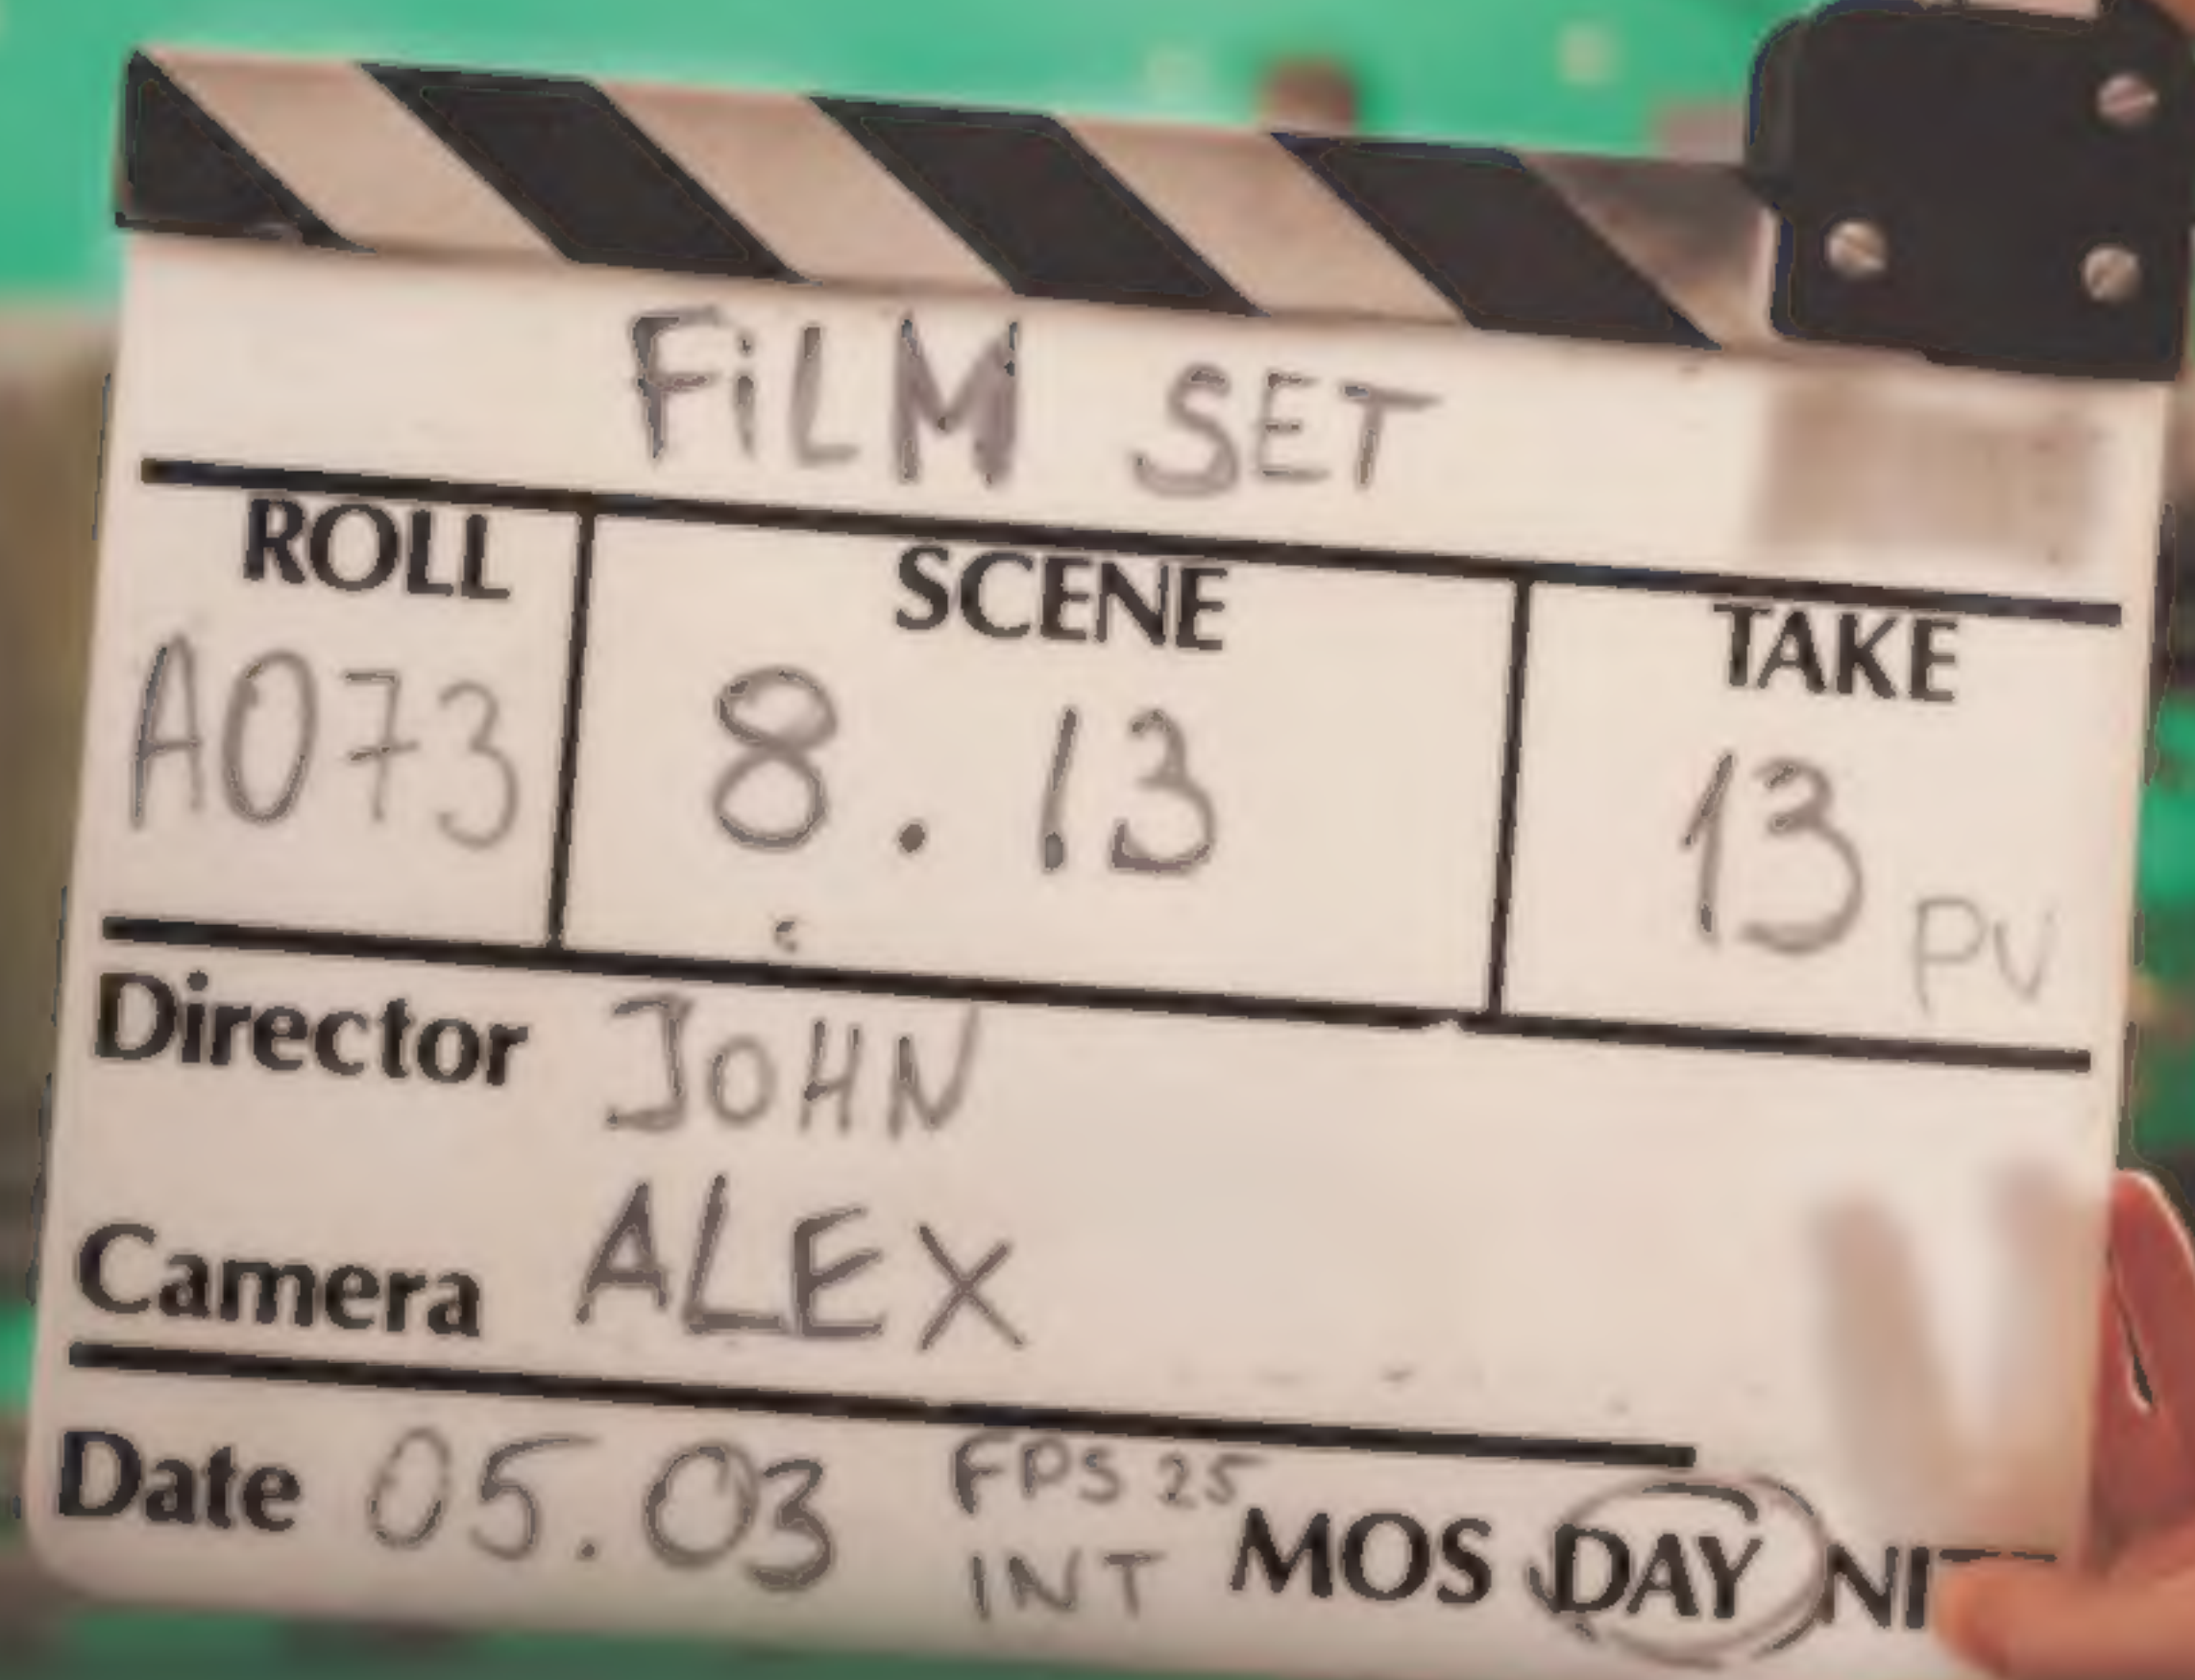 FiLM SET
ROLL SCENE TAKE
A073 8. 13 13 PV
Director JOHN
Camera ALEX
Date 05.03 FPS 25
INT MOS DAY